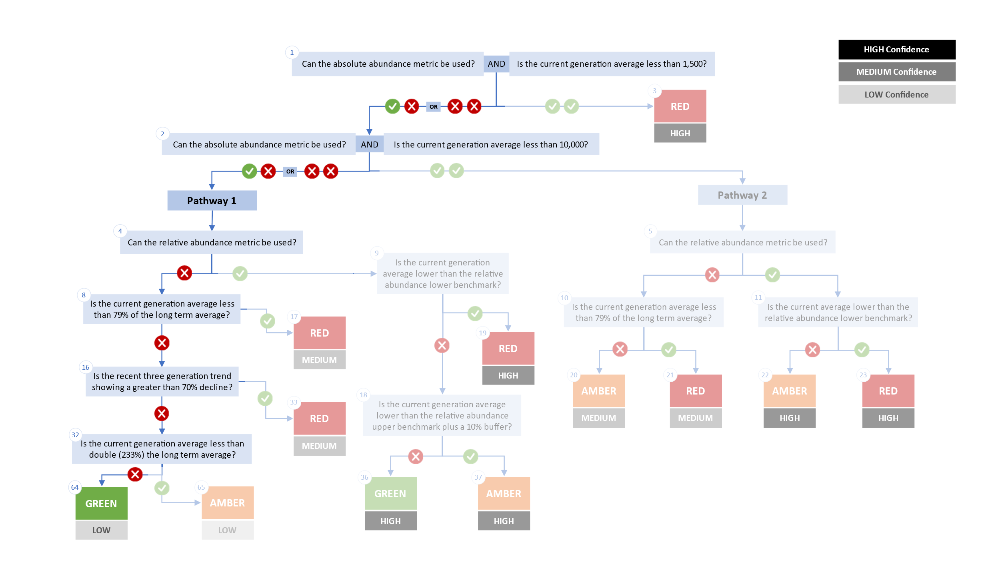 HIGH Confidence
MEDIUM Confidence
LOW Confidence
1
Can the absolute abundance metric be used?
AND
Is the current generation average less than 1,500?
OR
3
RED
HIGH
2
Can the absolute abundance metric be used?
AND
Is the current generation average less than 10,000?
OR
Pathway 1
Pathway 2
4
Can the relative abundance metric be used?
5
Can the relative abundance metric be used?
9
Is the current generation
average lower than the relative
abundance lower benchmark?
8
Is the current generation average less
than 79% of the long term average?
17
RED
MEDIUM
19
RED
HIGH
10
Is the current generation average less
than 79% of the long term average?
11
Is the current average lower than the
relative abundance lower benchmark?
16
Is the recent three generation trend
showing a greater than 70% decline?
33
RED
MEDIUM
18
Is the current generation average
lower than the relative abundance
upper benchmark plus a 10% buffer?
20
AMBER
MEDIUM
21
RED
MEDIUM
22
AMBER
HIGH
23
RED
HIGH
32
Is the current generation average less than
double (233%) the long term average?
64
GREEN
LOW
65
AMBER
LOW
36
GREEN
HIGH
37
AMBER
HIGH